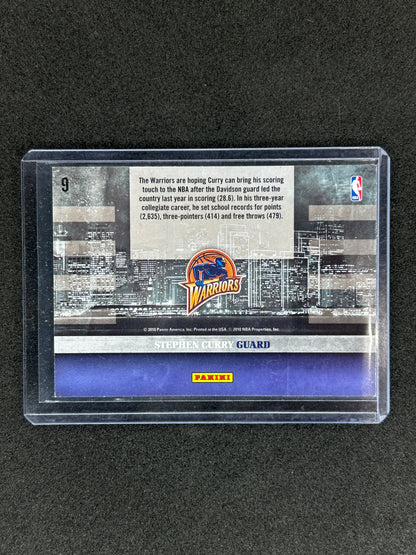 9
The Warriors are hoping Curry can bring his scoring
touch to the NBA after the Davidson guard led the
country last year in scoring (28.6). In his three-year
collegiate career, he set school records for points
(2,635), three-pointers (414) and free throws (479).
WARRIORS
© 2010 Panini America, Inc. Printed in the USA. © 2010 NBA Properties, Inc.
STEPHEN CURRY GUARD
PANINI